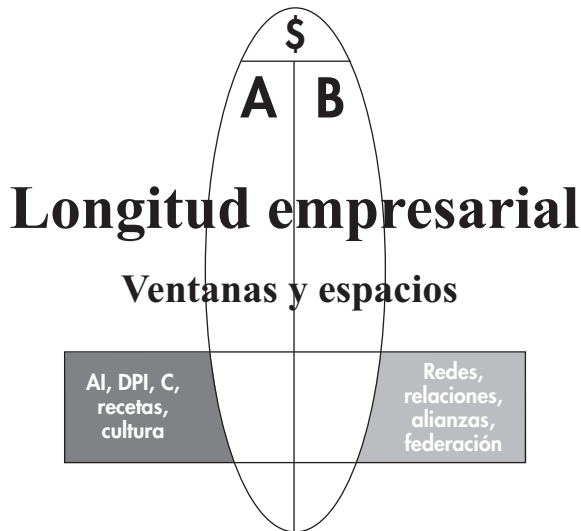 $
A B
Longitud empresarial
Ventanas y espacios
AI, DPI, C,
recetas,
cultura
Redes,
relaciones,
alianzas,
federación